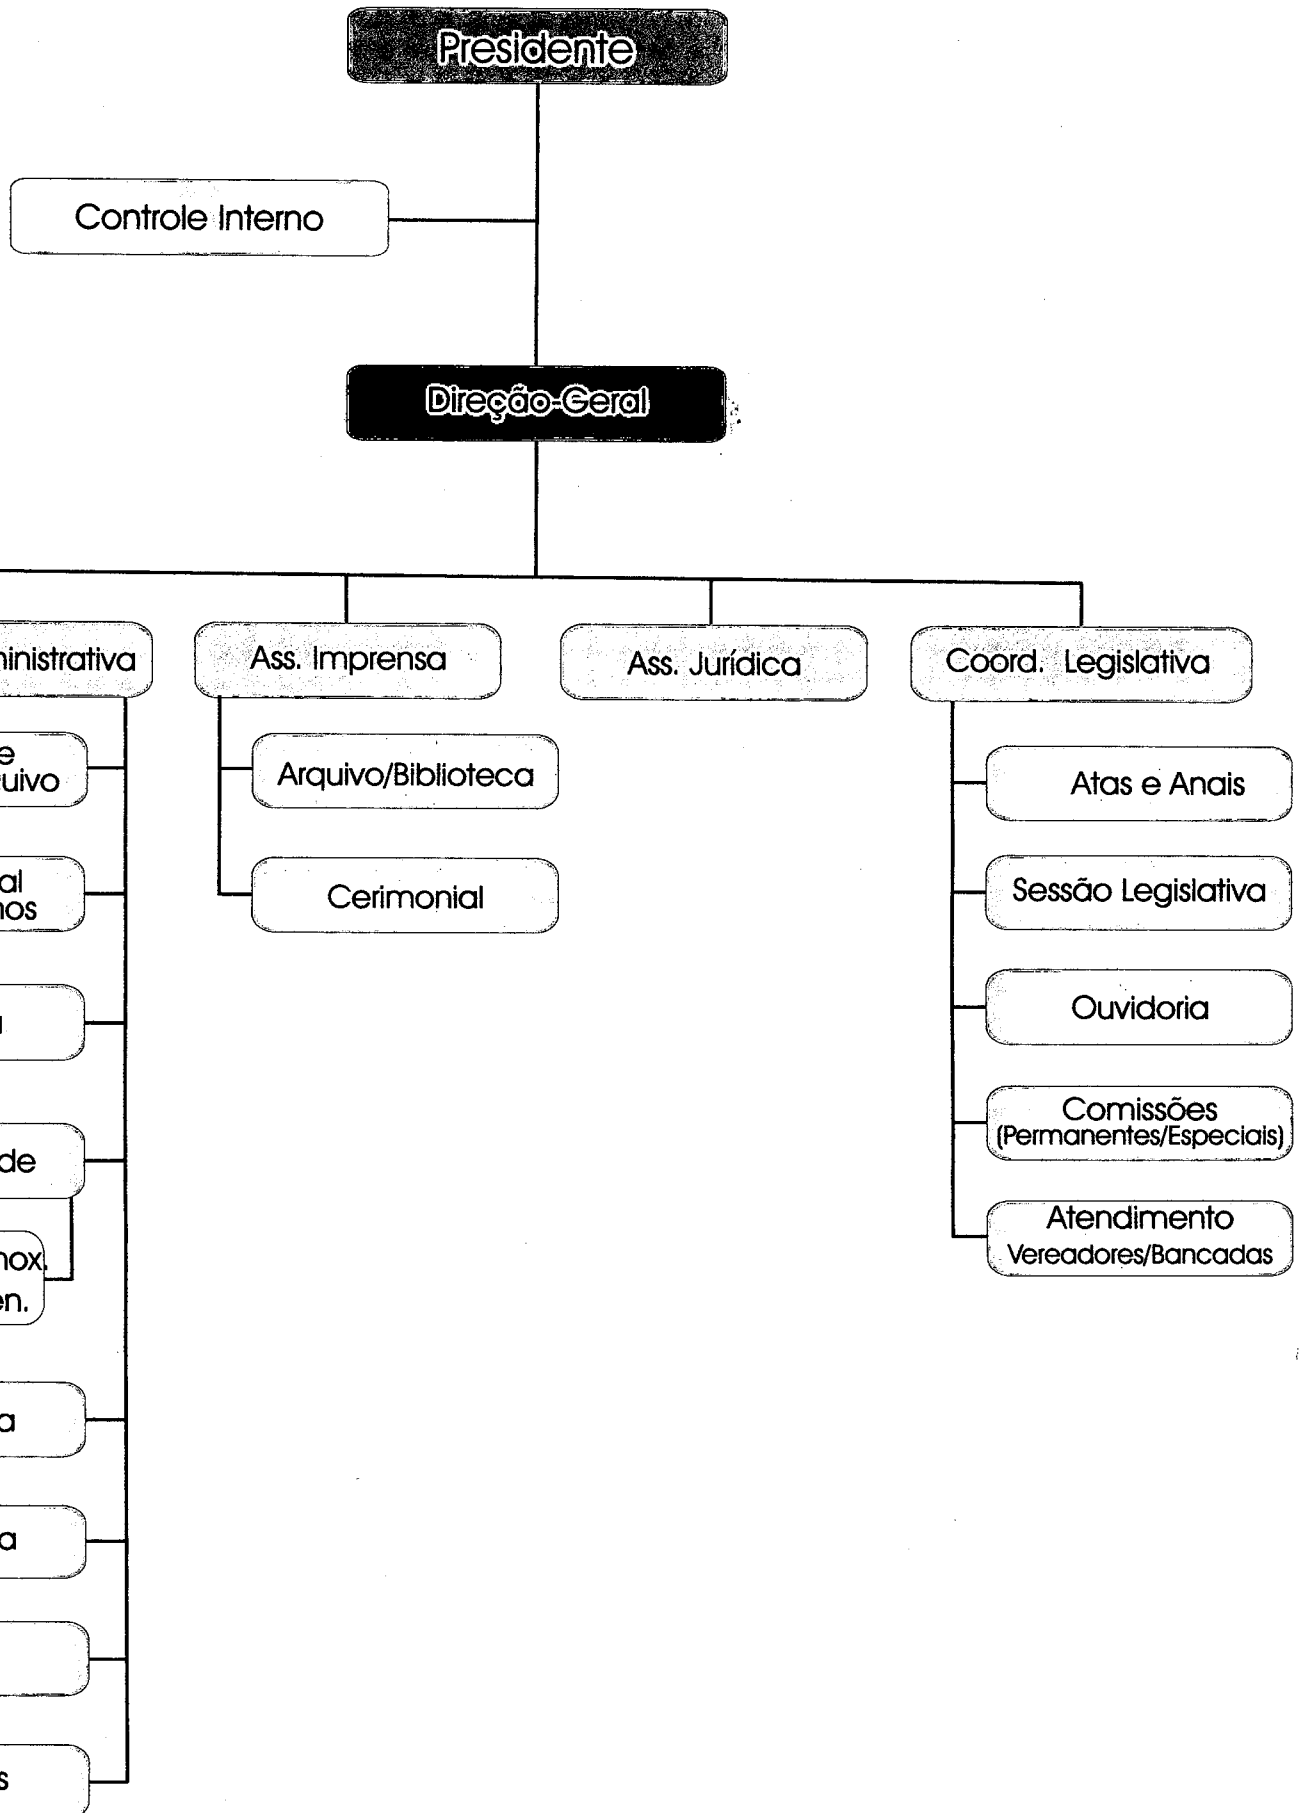 Presidente
Controle Interno
Direção-Geral
Ass. Imprensa
Ass. Jurídica
Coord. Legislativa
e
Arquivo/Biblioteca
Atas e Anais
Cerimonial
Sessão Legislativa
Ouvidoria
de
Comissões
(Permanentes/Especiais)
Atendimento
Vereadores/Bancadas